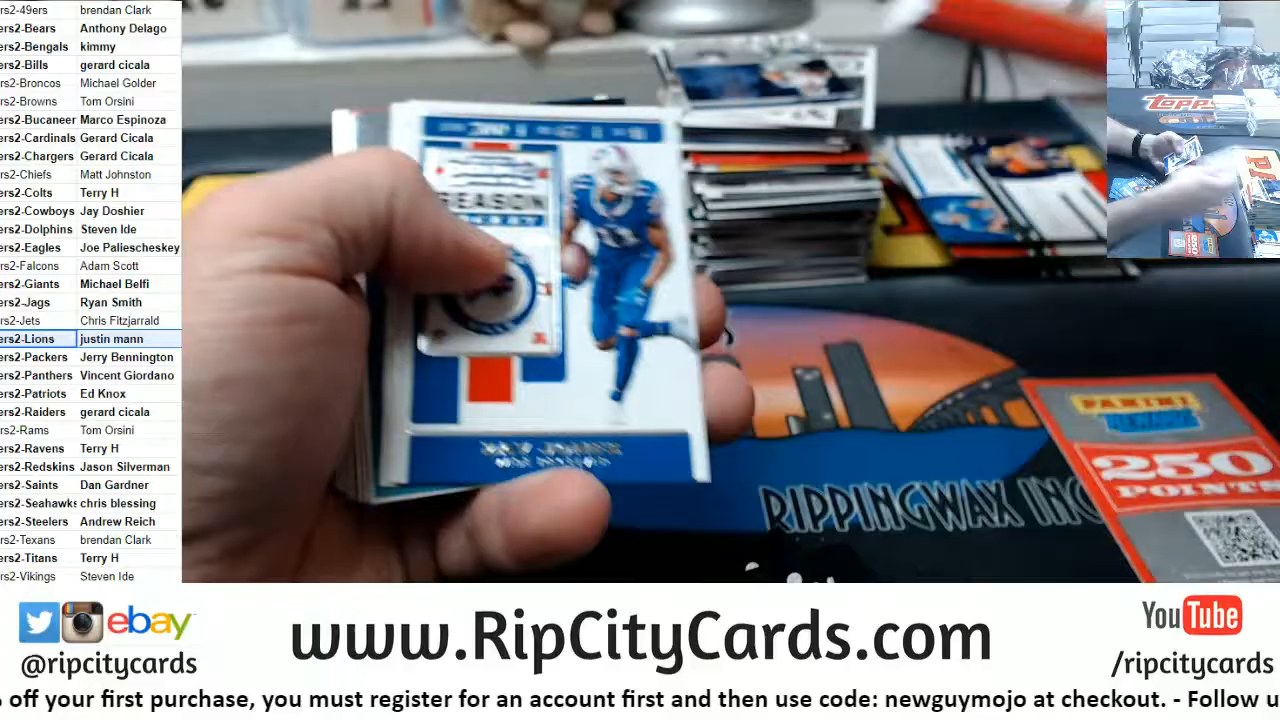 rs2-49ers brendan Clark
ers2-Bears Anthony Delago
ers2-Bengals kimmy
ers2-Bills gerard cicala
ers2-Broncos Michael Golder
ers2-Browns Tom Orsini
ers2-Bucaneer Marco Espinoza
ers2-Cardinals Gerard Cicala
ers2-Chargers Gerard Cicala
ers2-Chiefs Matt Johnston
ers2-Colts Terry H
ers2-Cowboys Jay Doshier
ers2-Dolphins Steven Ide
ers2-Eagles Joe Paliescheskey
rs2-Falcons Adam Scott
ers2-Giants Michael Belfi
ers2-Jags Ryan Smith
rs2-Jets Chris Fitzjarrald
ers2-Lions justin mann
ers2-Packers Jerry Bennington
ers2-Panthers Vincent Giordano
ers2-Patriots Ed Knox
ers2-Raiders gerard cicala
ers2-Rams Tom Orsini
ers2-Ravens Terry H
ers2-Redskins Jason Silverman
ers2-Saints Dan Gardner
ers2-Seahawks chris blessing
ers2-Steelers Andrew Reich
ers2-Texans brendan Clark
ers2-Titans Terry H
rs2-Vikings Steven Ide
topps
SEASON
PANINI
REWARDS
250
POINTS
RIPPINGWAX INC
ebay
@ripcitycards
www.RipCityCards.com
YouTube
/ripcitycards
off your first purchase, you must register for an account first and then use code: newguymojo at checkout. - Follow u